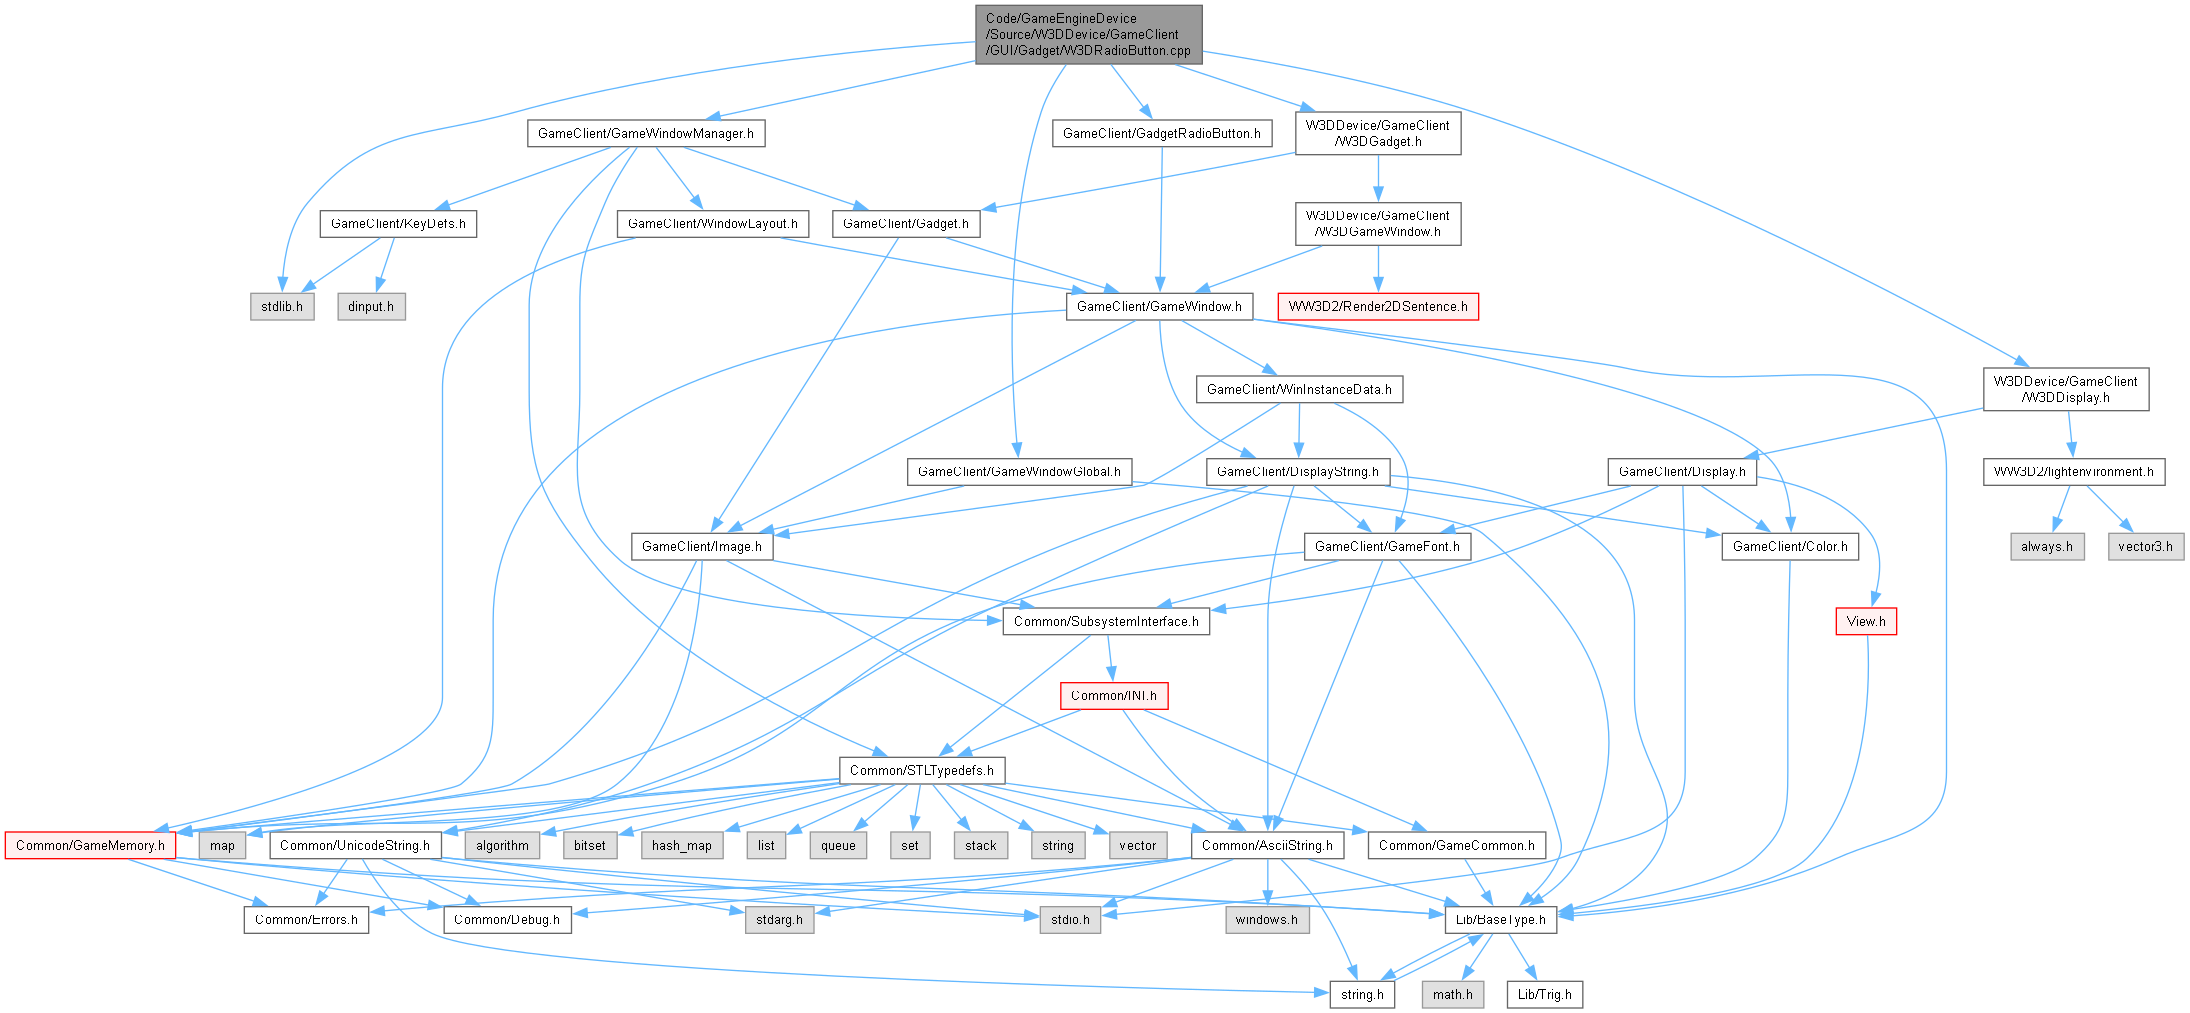 Code/GameEngineDevice
/Source/W3DDevice/GameClient
/GUI/Gadget/W3DRadioButton.cpp
GameClient/GameWindowManager.h
GameClient/GadgetRadioButton.h
W3DDevice/GameClient
/W3DGadget.h
GameClient/KeyDefs.h
GameClient/WindowLayout.h
GameClient/Gadget.h
W3DDevice/GameClient
/W3DGameWindow.h
stdlib.h
dinput.h
GameClient/GameWindow.h
WW3D2/Render2DSentence.h
GameClient/WinInstanceData.h
W3DDevice/GameClient
/W3DDisplay.h
GameClient/GameWindowGlobal.h
GameClient/DisplayString.h
GameClient/Display.h
WW3D2/lightenvironment.h
GameClient/Image.h
GameClient/GameFont.h
GameClient/Color.h
always.h
vector3.h
Common/SubsystemInterface.h
View.h
Common/INI.h
Common/STLTypedefs.h
Common/GameMemory.h
map
Common/UnicodeString.h
algorithm
bitset
hash_map
list
queue
set
stack
string
vector
Common/AsciiString.h
Common/GameCommon.h
Common/Errors.h
Common/Debug.h
stdarg.h
stdio.h
windows.h
Lib/BaseType.h
string.h
math.h
Lib/Trig.h